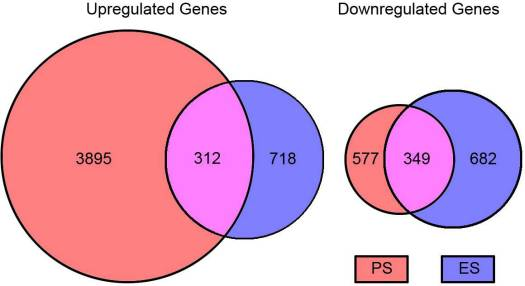 Upregulated Genes Downregulated Genes
3895 312 718 577 349 682
PS ES